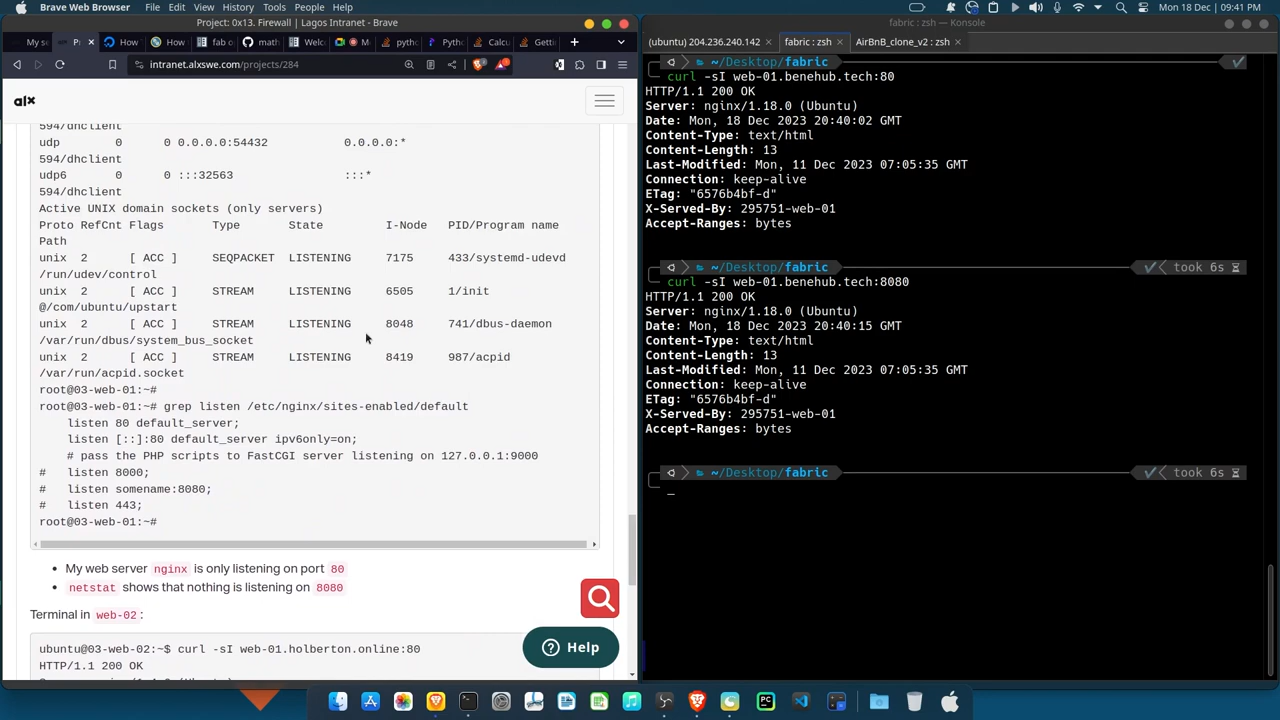 Brave Web Browser File Edit View History Tools People Help
Mon 18 Dec, 09:41 PM
Project: 0x13. Firewall | Lagos Intranet - Brave
My se
Pr
How
How
fab o
math
Welc
M
pytho
Pytho
Calcu
Getti
intranet.alxswe.com/projects/284
alx
594/dhclient
udp 0 0 0.0.0.0:54432 0.0.0.0:*
594/dhclient
udp6 0 0 :::32563 :::*
594/dhclient
Active UNIX domain sockets (only servers)
Proto RefCnt Flags Type State I-Node PID/Program name
Path
unix 2 [ ACC ] SEQPACKET LISTENING 7175 433/systemd-udevd
/run/udev/control
unix 2 [ ACC ] STREAM LISTENING 6505 1/init
@/com/ubuntu/upstart
unix 2 [ ACC ] STREAM LISTENING 8048 741/dbus-daemon
/var/run/dbus/system_bus_socket
unix 2 [ ACC ] STREAM LISTENING 8419 987/acpid
/var/run/acpid.socket
root@03-web-01:~#
root@03-web-01:~# grep listen /etc/nginx/sites-enabled/default
listen 80 default_server;
listen [::]:80 default_server ipv6only=on;
# pass the PHP scripts to FastCGI server listening on 127.0.0.1:9000
# listen 8000;
# listen somename:8080;
# listen 443;
root@03-web-01:~#
My web server nginx is only listening on port 80
netstat shows that nothing is listening on 8080
Terminal in web-02 :
ubuntu@03-web-02:~$ curl -sI web-01.holberton.online:80
HTTP/1.1 200 OK
Help
fabric : zsh — Konsole
(ubuntu) 204.236.240.142
fabric : zsh
AirBnB_clone_v2 : zsh
~/Desktop/fabric
curl -sI web-01.benehub.tech:80
HTTP/1.1 200 OK
Server: nginx/1.18.0 (Ubuntu)
Date: Mon, 18 Dec 2023 20:40:02 GMT
Content-Type: text/html
Content-Length: 13
Last-Modified: Mon, 11 Dec 2023 07:05:35 GMT
Connection: keep-alive
ETag: "6576b4bf-d"
X-Served-By: 295751-web-01
Accept-Ranges: bytes
~/Desktop/fabric took 6s
curl -sI web-01.benehub.tech:8080
HTTP/1.1 200 OK
Server: nginx/1.18.0 (Ubuntu)
Date: Mon, 18 Dec 2023 20:40:15 GMT
Content-Type: text/html
Content-Length: 13
Last-Modified: Mon, 11 Dec 2023 07:05:35 GMT
Connection: keep-alive
ETag: "6576b4bf-d"
X-Served-By: 295751-web-01
Accept-Ranges: bytes
~/Desktop/fabric took 6s